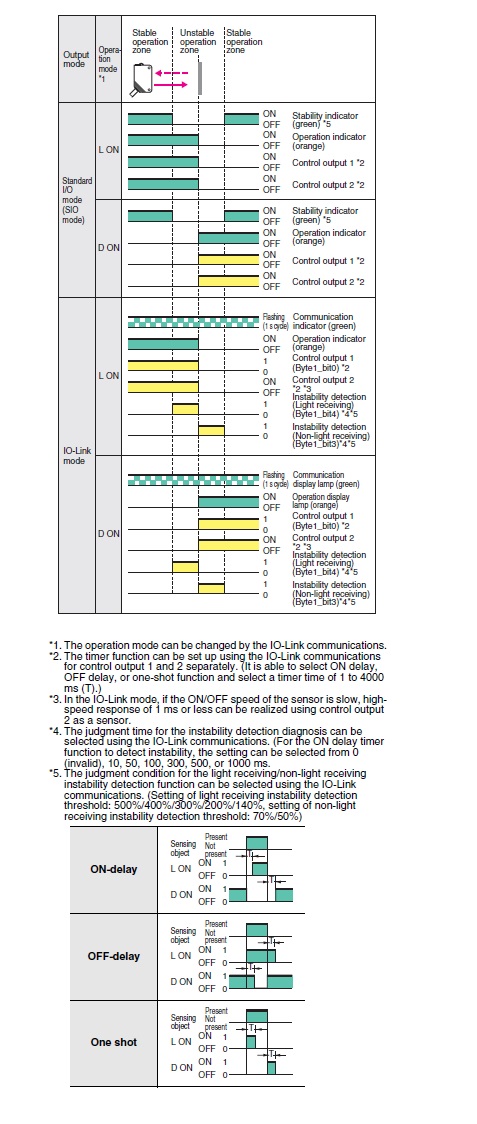 Output
mode
Opera-
tion
mode
*1
Stable
operation
zone
Unstable
operation
zone
Stable
operation
zone
Standard
I/O
mode
(SIO
mode)
L ON
ON
OFF
Stability indicator
(green) *5
ON
OFF
Operation indicator
(orange)
ON
OFF
Control output 1 *2
ON
OFF
Control output 2 *2
D ON
ON
OFF
Stability indicator
(green) *5
ON
OFF
Operation indicator
(orange)
ON
OFF
Control output 1 *2
ON
OFF
Control output 2 *2
IO-Link
mode
L ON
Flashing
(1 s cycle)
Communication
indicator (green)
ON
OFF
Operation indicator
(orange)
1
0
Control output 1
(Byte1_bit0) *2
ON
OFF
Control output 2
*2 *3
1
0
Instability detection
(Light receiving)
(Byte1_bit4) *4*5
1
0
Instability detection
(Non-light receiving)
(Byte1_bit3)*4*5
D ON
Flashing
(1 s cycle)
Communication
display lamp (green)
ON
OFF
Operation display
lamp (orange)
1
0
Control output 1
(Byte1_bit0) *2
ON
OFF
Control output 2
*2 *3
1
0
Instability detection
(Light receiving)
(Byte1_bit4) *4*5
1
0
Instability detection
(Non-light receiving)
(Byte1_bit3)*4*5
*1. The operation mode can be changed by the IO-Link communications.
*2. The timer function can be set up using the IO-Link communications
for control output 1 and 2 separately. (It is able to select ON delay,
OFF delay, or one-shot function and select a timer time of 1 to 4000
ms (T).)
*3. In the IO-Link mode, if the ON/OFF speed of the sensor is slow, high-
speed response of 1 ms or less can be realized using control output
2 as a sensor.
*4. The judgment time for the instability detection diagnosis can be
selected using the IO-Link communications. (For the ON delay timer
function to detect instability, the setting can be selected from 0
(invalid), 10, 50, 100, 300, 500, or 1000 ms.
*5. The judgment condition for the light receiving/non-light receiving
instability detection function can be selected using the IO-Link
communications. (Setting of light receiving instability detection
threshold: 500%/400%/300%/200%/140%, setting of non-light
receiving instability detection threshold: 70%/50%)
ON-delay
Sensing
object
Present
Not
present
T
L ON
ON 1
OFF 0
T
D ON
ON 1
OFF 0
OFF-delay
Sensing
object
Present
Not
present
T
L ON
ON 1
OFF 0
T
D ON
ON 1
OFF 0
One shot
Sensing
object
Present
Not
present
T
L ON
ON 1
OFF 0
T
D ON
ON 1
OFF 0